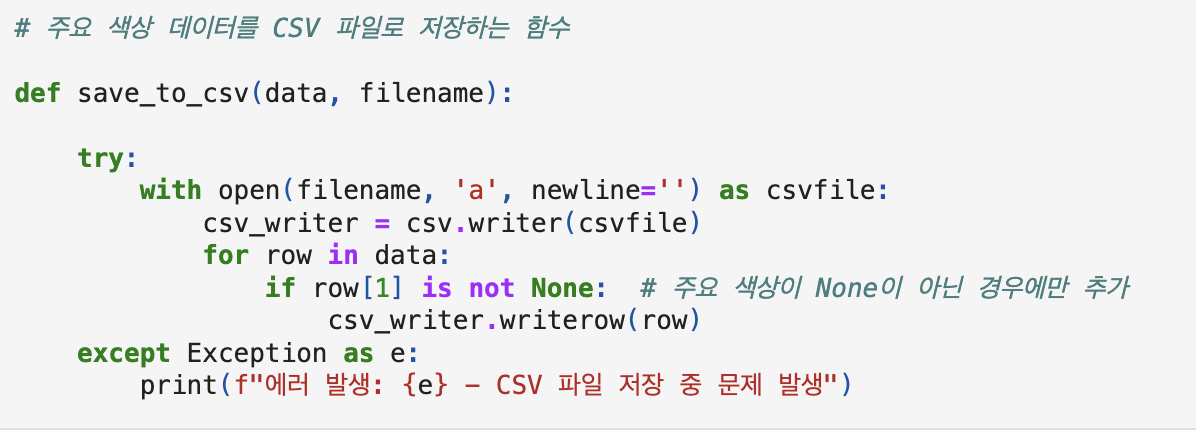 # 주요 색상 데이터를 CSV 파일로 저장하는 함수
def save_to_csv(data, filename):
    try:
        with open(filename, 'a', newline='') as csvfile:
            csv_writer = csv.writer(csvfile)
            for row in data:
                if row[1] is not None:  # 주요 색상이 None이 아닌 경우에만 추가
                    csv_writer.writerow(row)
    except Exception as e:
        print(f"에러 발생: {e} – CSV 파일 저장 중 문제 발생")